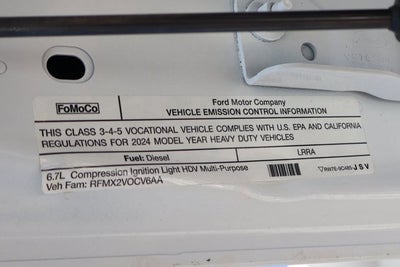 FoMoCo
Ford Motor Company
VEHICLE EMISSION CONTROL INFORMATION
THIS CLASS 3-4-5 VOCATIONAL VEHICLE COMPLIES WITH U.S. EPA AND CALIFORNIA
REGULATIONS FOR 2024 MODEL YEAR HEAVY DUTY VEHICLES
Fuel: Diesel
LRRA
6.7L Compression Ignition Light HDV Multi-Purpose
Veh Fam: RFMX2VOCV6AA
JSV